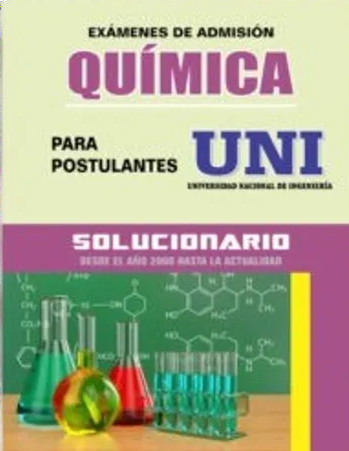 EXÁMENES DE ADMISIÓN
QUÍMICA
PARA
POSTULANTES
UNI
UNIVERSIDAD NACIONAL DE INGENIERÍA
SOLUCIONARIO
DESDE EL AÑO 2000 HASTA LA ACTUALIDAD